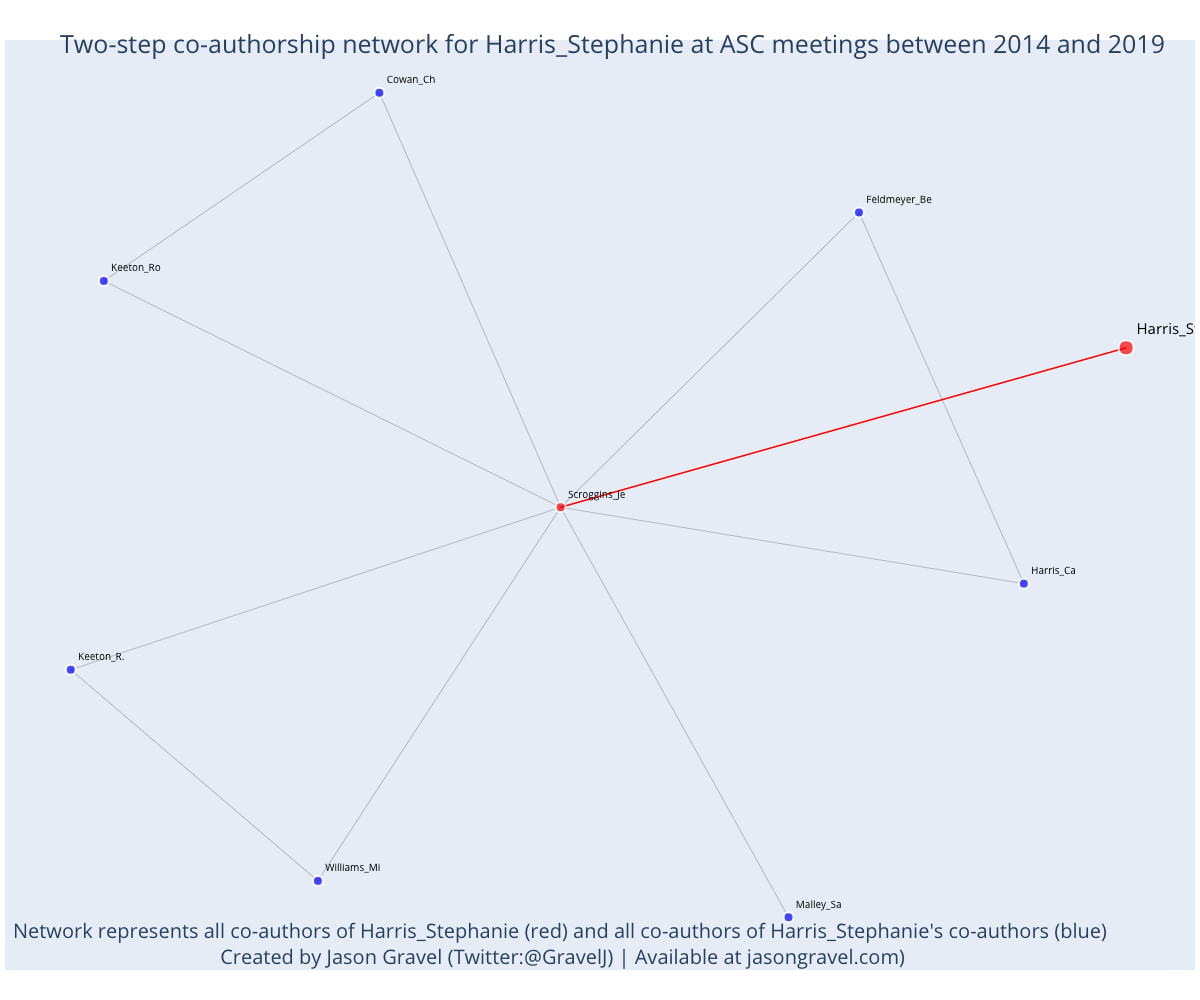 Two-step co-authorship network for Harris_Stephanie at ASC meetings between 2014 and 2019
Cowan_Ch
Feldmeyer_Be
Keeton_Ro
Harris_St
Scroggins_Je
Harris_Ca
Keeton_R.
Williams_Mi
Malley_Sa
Network represents all co-authors of Harris_Stephanie (red) and all co-authors of Harris_Stephanie's co-authors (blue)
Created by Jason Gravel (Twitter:@GravelJ) | Available at jasongravel.com)